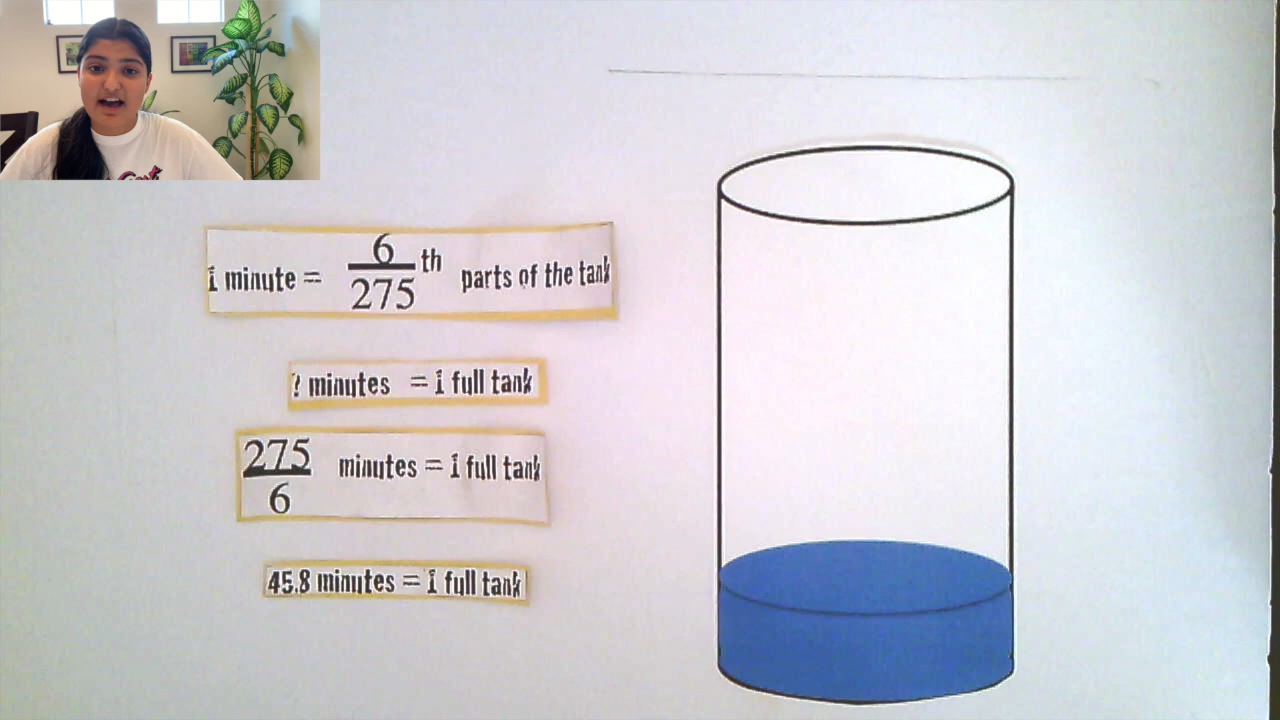 1 minute = 6/275 th parts of the tank
? minutes = 1 full tank
275/6 minutes = 1 full tank
45.8 minutes = 1 full tank